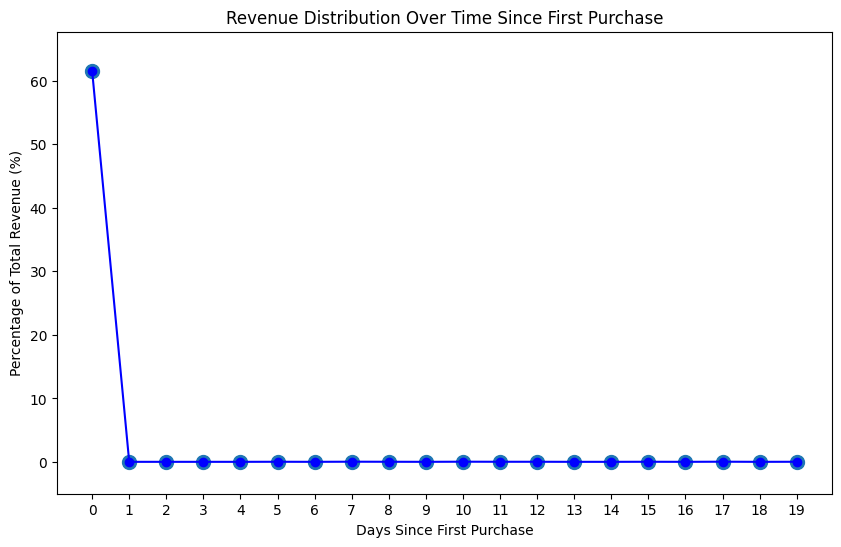 Revenue Distribution Over Time Since First Purchase
Percentage of Total Revenue (%)
60
50
40
30
20
10
0
0 1 2 3 4 5 6 7 8 9 10 11 12 13 14 15 16 17 18 19
Days Since First Purchase